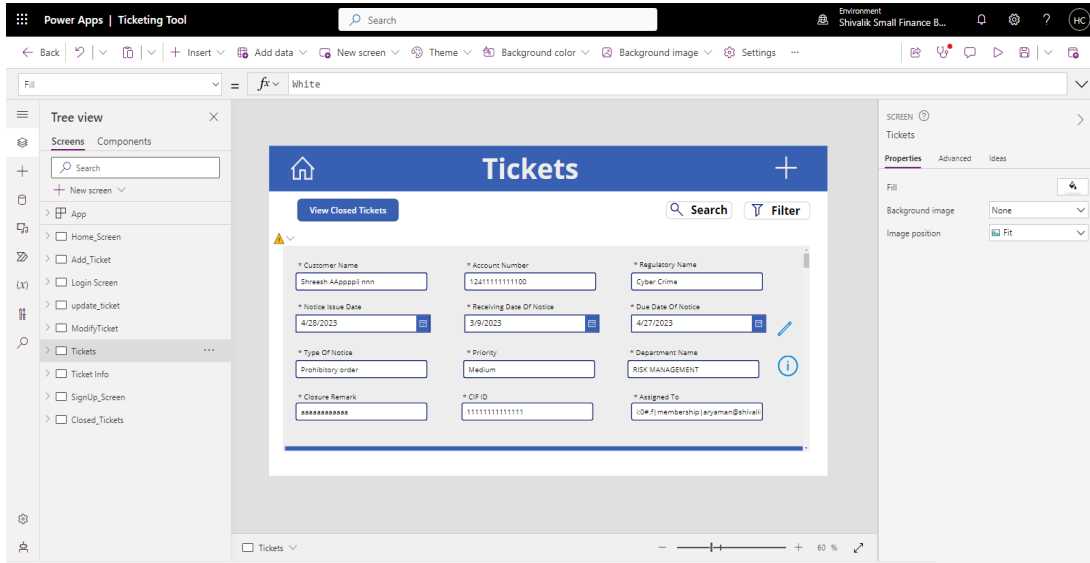 Power Apps | Ticketing Tool
Search
Environment
Shivalik Small Finance B...
?
HC
Back
Insert
Add data
New screen
Theme
Background color
Background image
Settings
...
Fill
=
fx
White
Tree view
Screens
Components
Search
New screen
App
Home_Screen
Add_Ticket
Login Screen
update_ticket
ModifyTicket
Tickets
...
Ticket Info
SignUp_Screen
Closed_Tickets
(x)
Tickets
View Closed Tickets
Search
Filter
* Customer Name
* Account Number
* Regulatory Name
Shreesh AAppppii nnn
12411111111100
Cyber Crime
* Notice Issue Date
* Receiving Date Of Notice
* Due Date Of Notice
4/28/2023
3/9/2023
4/27/2023
* Type Of Notice
* Priority
* Department Name
Prohibitory order
Medium
RISK MANAGEMENT
* Closure Remark
* CIF ID
* Assigned To
aaaaaaaaaaaa
11111111111111
i:0#.f|membership|aryaman@shivali
Tickets
60 %
SCREEN
Tickets
Properties
Advanced
Ideas
Fill
Background image
None
Image position
Fit